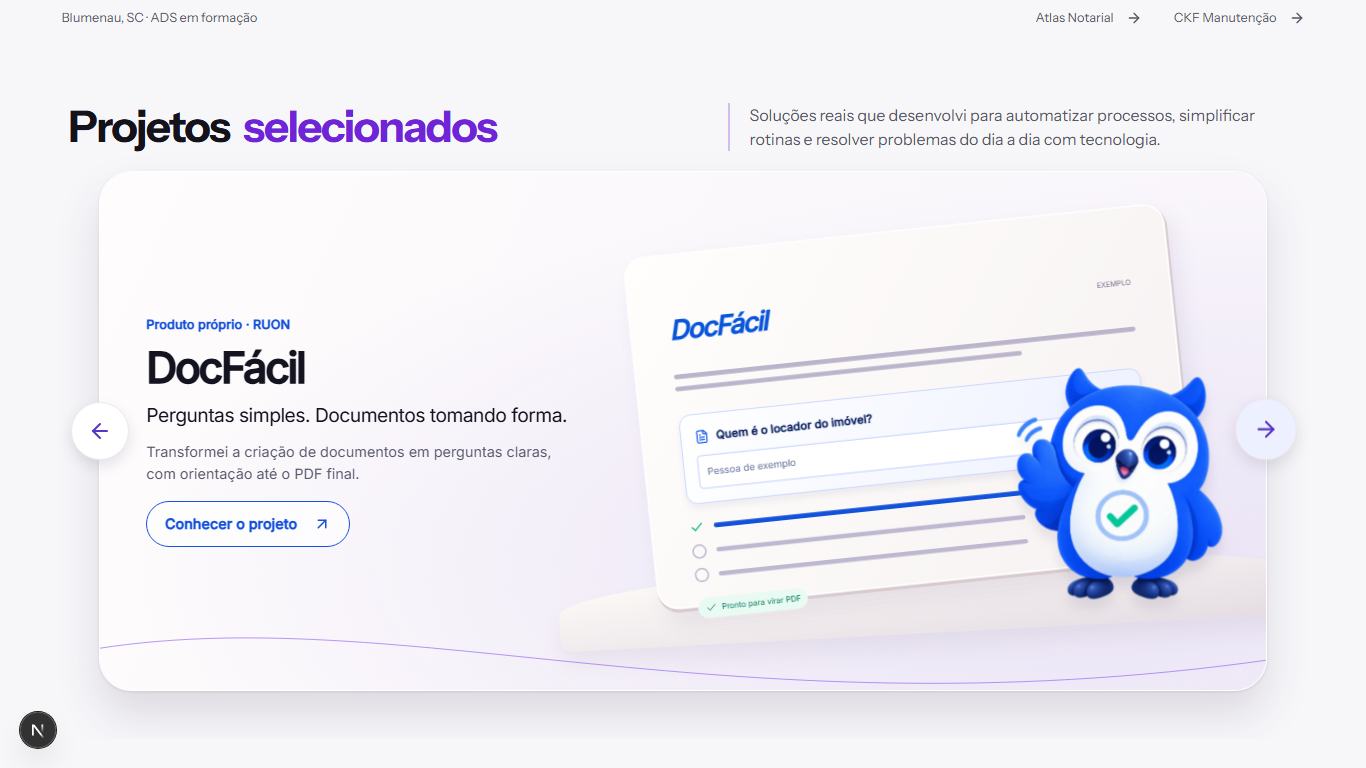 Blumenau, SC · ADS em formação
Atlas Notarial →
CKF Manutenção →
Projetos selecionados
Soluções reais que desenvolvi para automatizar processos, simplificar
rotinas e resolver problemas do dia a dia com tecnologia.
Produto próprio · RUON
DocFácil
Perguntas simples. Documentos tomando forma.
Transformei a criação de documentos em perguntas claras,
com orientação até o PDF final.
Conhecer o projeto
EXEMPLO
DocFácil
Quem é o locador do imóvel?
Pessoa de exemplo
Pronto para virar PDF
N